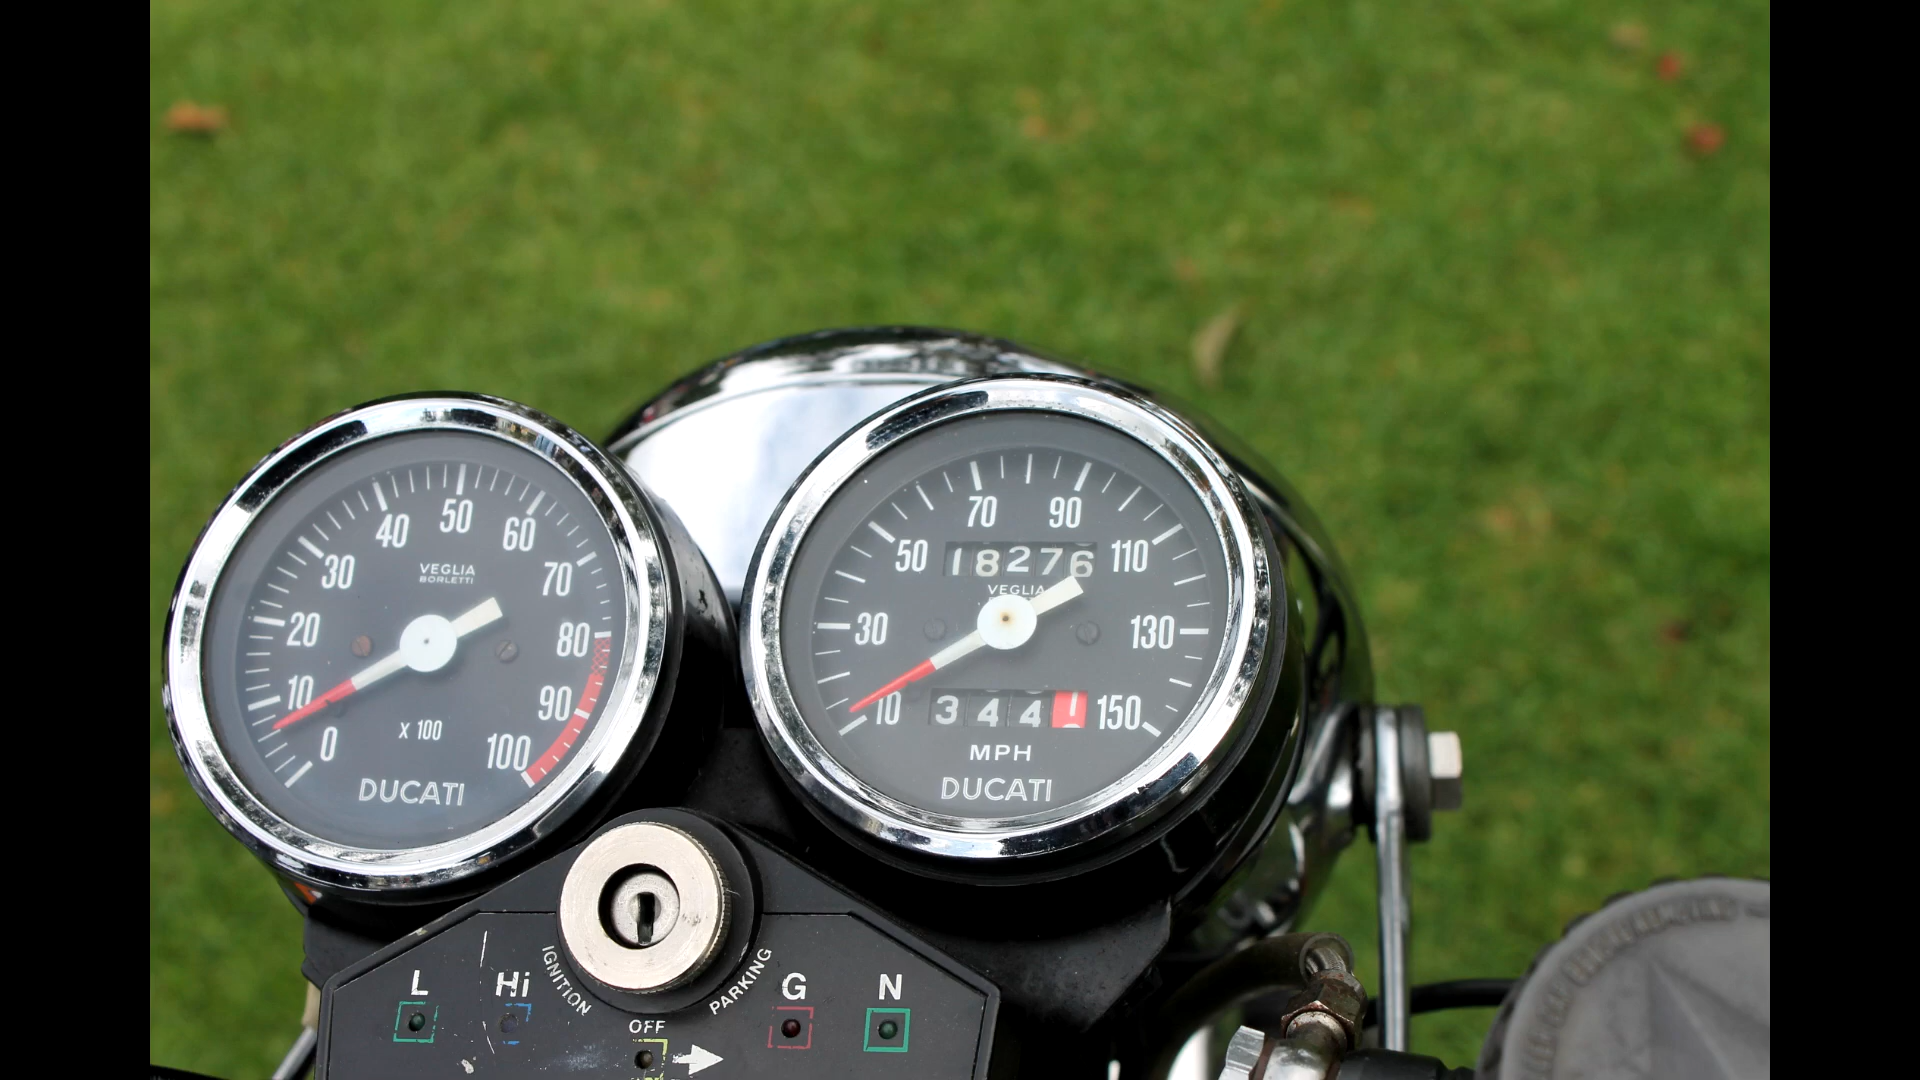 0
10
20
30
40
50
60
70
80
90
100
VEGLIA
BORLETTI
x 100
DUCATI
10
30
50
70
90
110
130
150
18276
VEGLIA
3441
MPH
DUCATI
IGNITION
OFF
PARKING
L
Hi
G
N